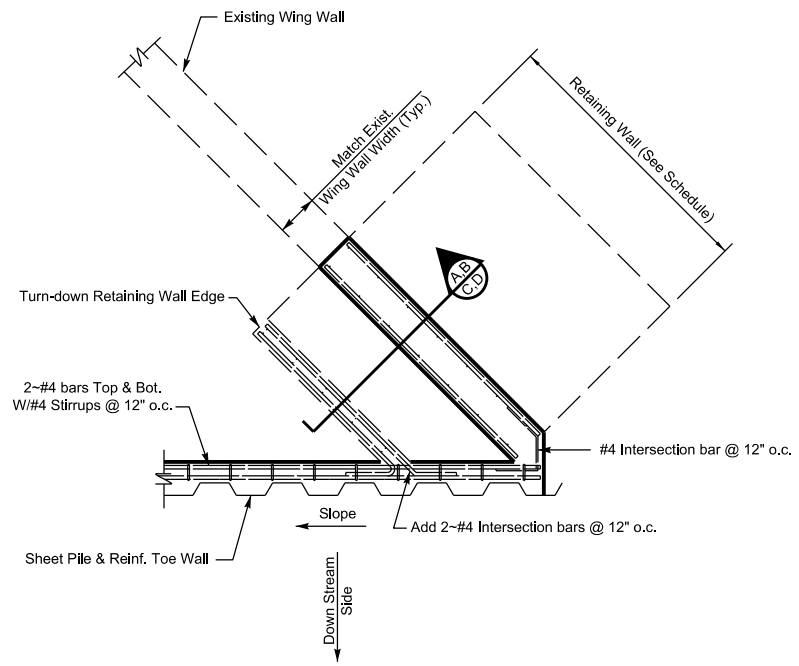 Existing Wing Wall
Match Exist.
Wing Wall Width (Typ.)
Retaining Wall (See Schedule)
A,B
C,D
Turn-down Retaining Wall Edge
2~#4 bars Top & Bot.
W/#4 Stirrups @ 12" o.c.
#4 Intersection bar @ 12" o.c.
Slope
Add 2~#4 Intersection bars @ 12" o.c.
Sheet Pile & Reinf. Toe Wall
Down Stream
Side